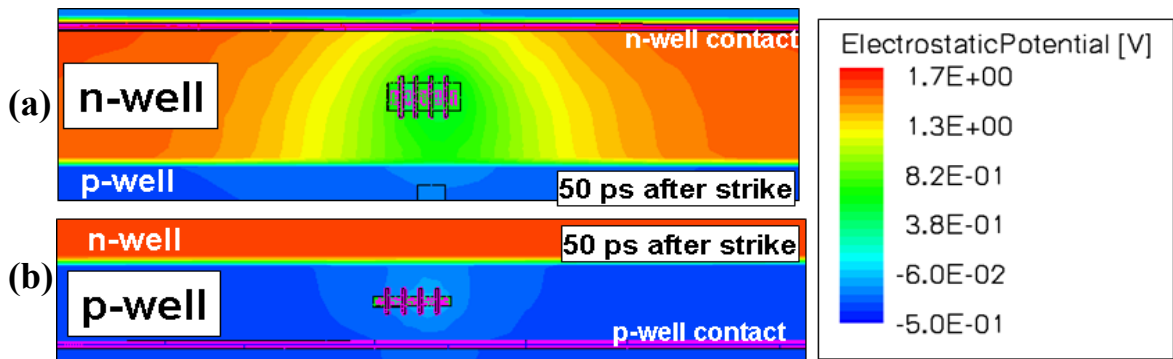 n-well contact
(a)
n-well
p-well
50 ps after strike
n-well
50 ps after strike
(b)
p-well
p-well contact
ElectrostaticPotential [V]
1.7E+00
1.3E+00
8.2E-01
3.8E-01
-6.0E-02
-5.0E-01